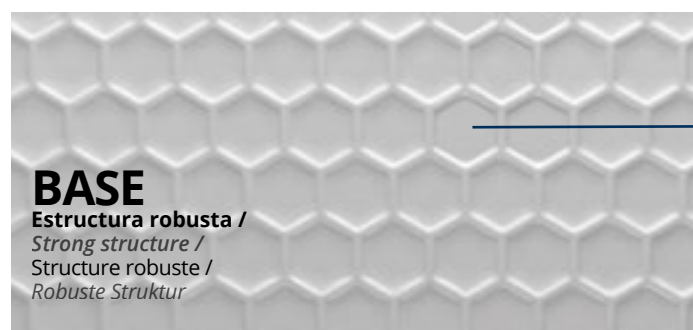 BASE
Estructura robusta /
Strong structure /
Structure robuste /
Robuste Struktur